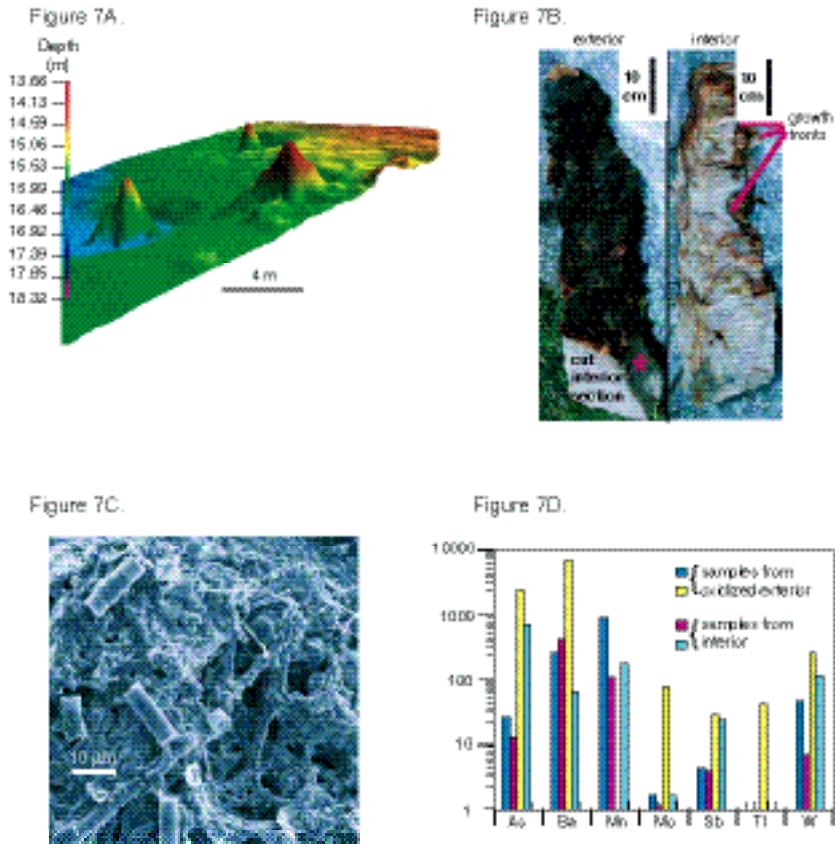 Figure 7A.
Depth
(m)
13.66
14.13
14.59
15.06
15.53
15.99
16.46
16.92
17.39
17.85
18.32
4 m
Figure 7B.
exterior
interior
10
cm
10
cm
growth
fronts
cut
interior
section
*
Figure 7C.
10 µm
Figure 7D.
10000
1000
100
10
1
samples from
oxidized exterior
samples from
interior
As Ba Mn Mo Sb Tl W